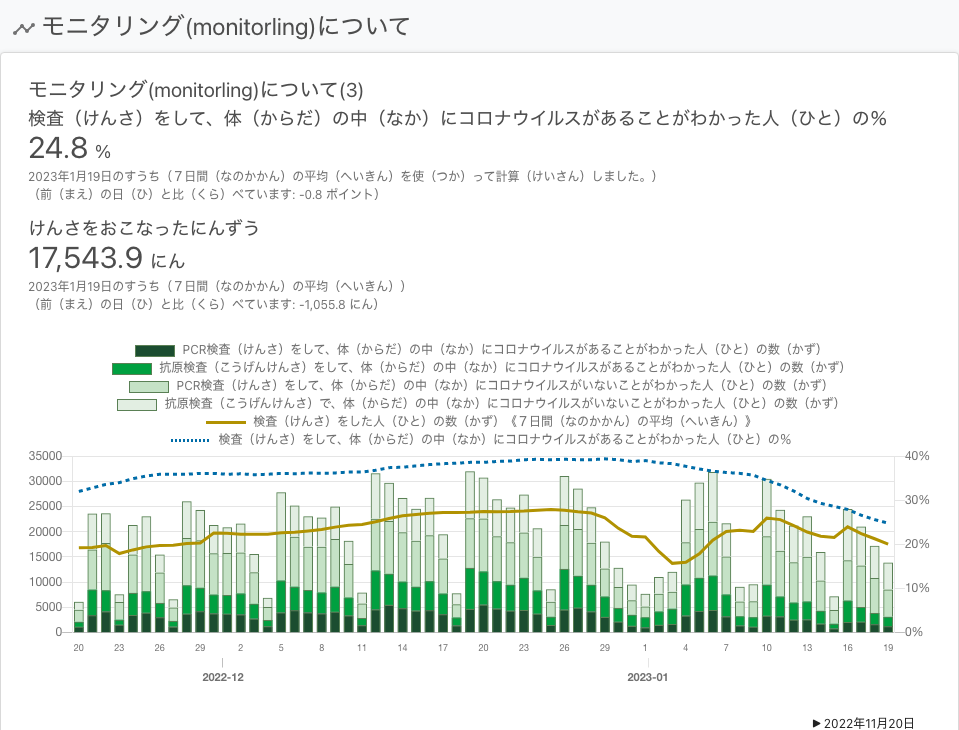 モニタリング(monitorling)について
モニタリング(monitorling)について(3)
検査（けんさ）をして、体（からだ）の中（なか）にコロナウイルスがあることがわかった人（ひと）の％
24.8 %
2023年1月19日のすうち（７日間（なのかかん）の平均（へいきん）を使（つか）って計算（けいさん）しました。）
（前（まえ）の日（ひ）と比（くら）べています: -0.8 ポイント）
けんさをおこなったにんずう
17,543.9 にん
2023年1月19日のすうち（７日間（なのかかん）の平均（へいきん））
（前（まえ）の日（ひ）と比（くら）べています: -1,055.8 にん）
PCR検査（けんさ）をして、体（からだ）の中（なか）にコロナウイルスがあることがわかった人（ひと）の数（かず）
抗原検査（こうげんけんさ）をして、体（からだ）の中（なか）にコロナウイルスがあることがわかった人（ひと）の数（かず）
PCR検査（けんさ）をして、体（からだ）の中（なか）にコロナウイルスがいないことがわかった人（ひと）の数（かず）
抗原検査（こうげんけんさ）で、体（からだ）の中（なか）にコロナウイルスがいないことがわかった人（ひと）の数（かず）
検査（けんさ）をした人（ひと）の数（かず）《７日間（なのかかん）の平均（へいきん）》
検査（けんさ）をして、体（からだ）の中（なか）にコロナウイルスがあることがわかった人（ひと）の％
35000 40%
30000
25000 30%
20000
15000 20%
10000
5000 10%
0 0%
20 23 26 29 2 5 8 11 14 17 20 23 26 29 1 4 7 10 13 16 19
2022-12 2023-01
▶ 2022年11月20日